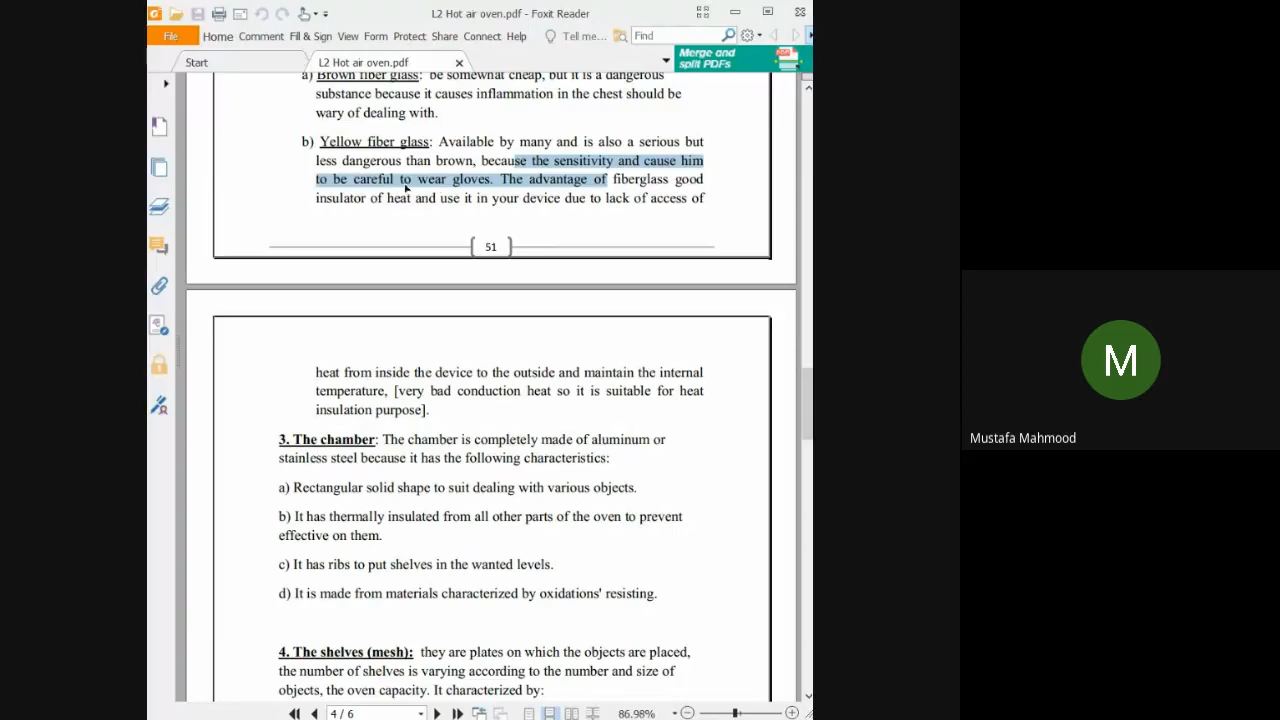 L2 Hot air oven.pdf - Foxit Reader
File Home Comment Fill & Sign View Form Protect Share Connect Help Tell me... Find
Start L2 Hot air oven.pdf
Merge and
split PDFs
a) Brown fiber glass: be somewhat cheap, but it is a dangerous
substance because it causes inflammation in the chest should be
wary of dealing with.
b) Yellow fiber glass: Available by many and is also a serious but
less dangerous than brown, because the sensitivity and cause him
to be careful to wear gloves. The advantage of fiberglass good
insulator of heat and use it in your device due to lack of access of
51
heat from inside the device to the outside and maintain the internal
temperature, [very bad conduction heat so it is suitable for heat
insulation purpose].
3. The chamber: The chamber is completely made of aluminum or
stainless steel because it has the following characteristics:
a) Rectangular solid shape to suit dealing with various objects.
b) It has thermally insulated from all other parts of the oven to prevent
effective on them.
c) It has ribs to put shelves in the wanted levels.
d) It is made from materials characterized by oxidations' resisting.
4. The shelves (mesh): they are plates on which the objects are placed,
the number of shelves is varying according to the number and size of
objects, the oven capacity. It characterized by:
4 / 6
86.98%
M
Mustafa Mahmood